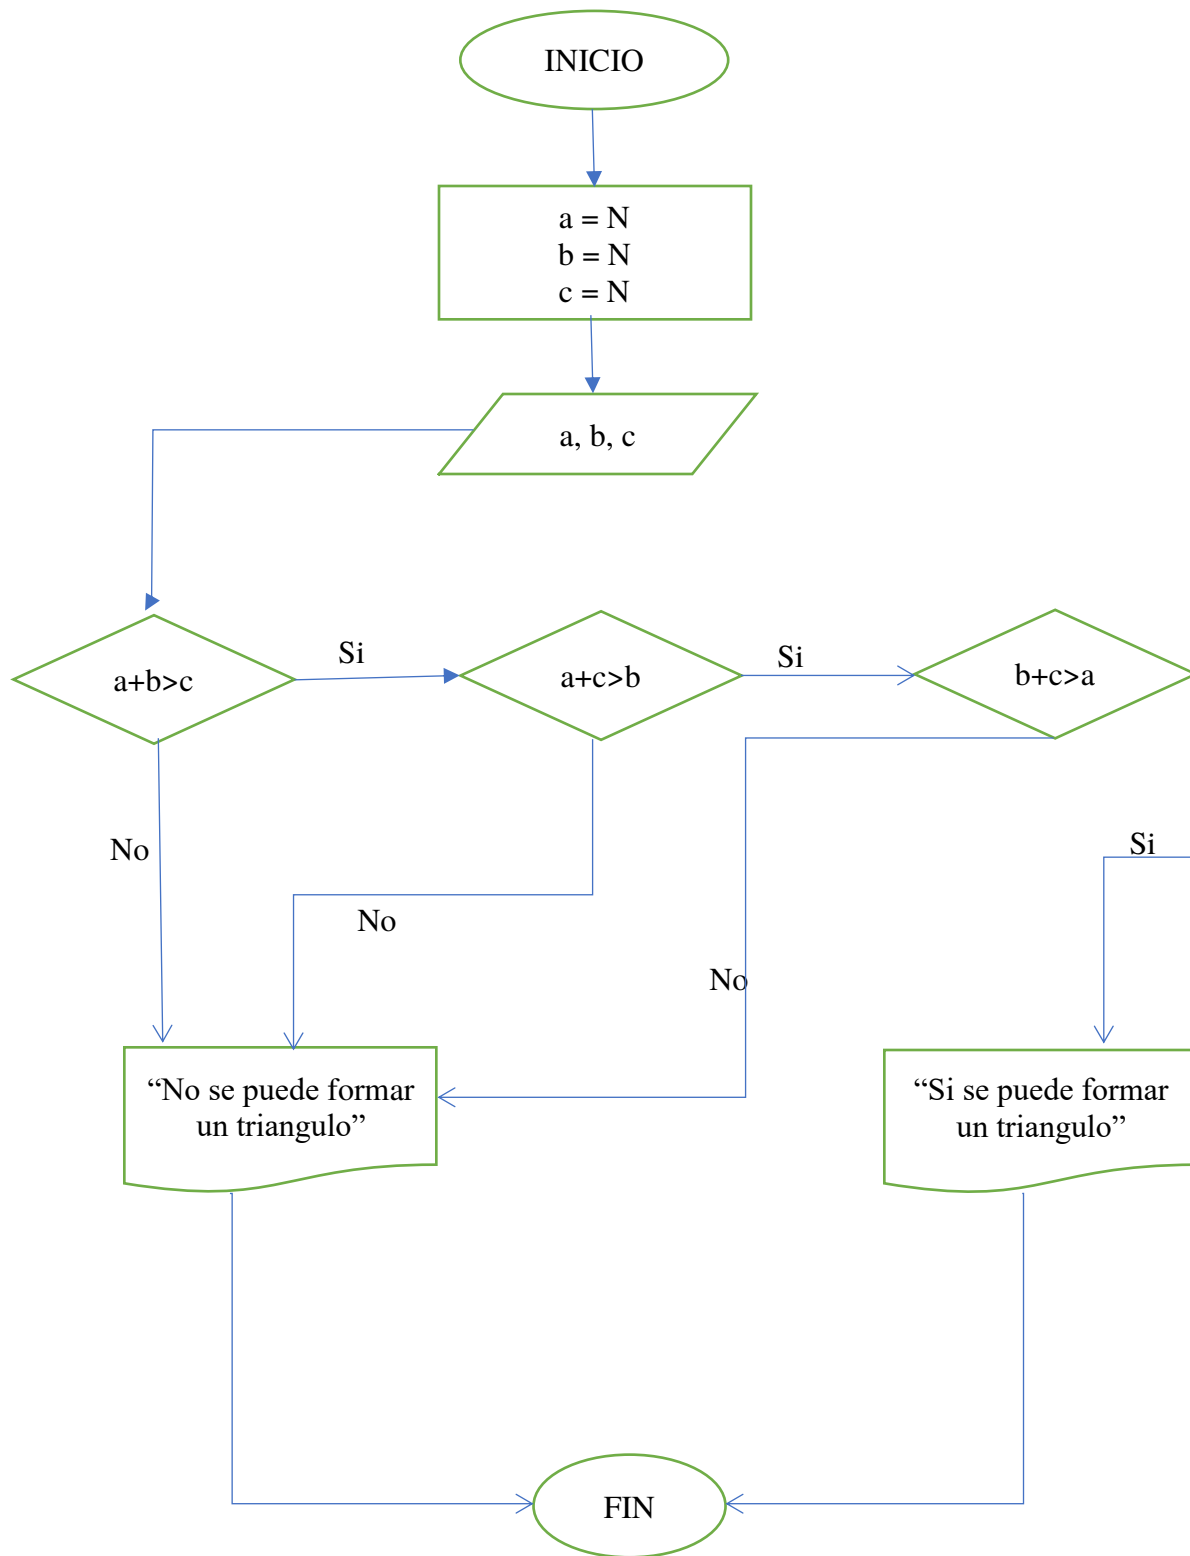 INICIO
a = N
b = N
c = N
a, b, c
a+b>c
Si
a+c>b
Si
b+c>a
No
No
No
Si
“No se puede formar
un triangulo”
“Si se puede formar
un triangulo”
FIN